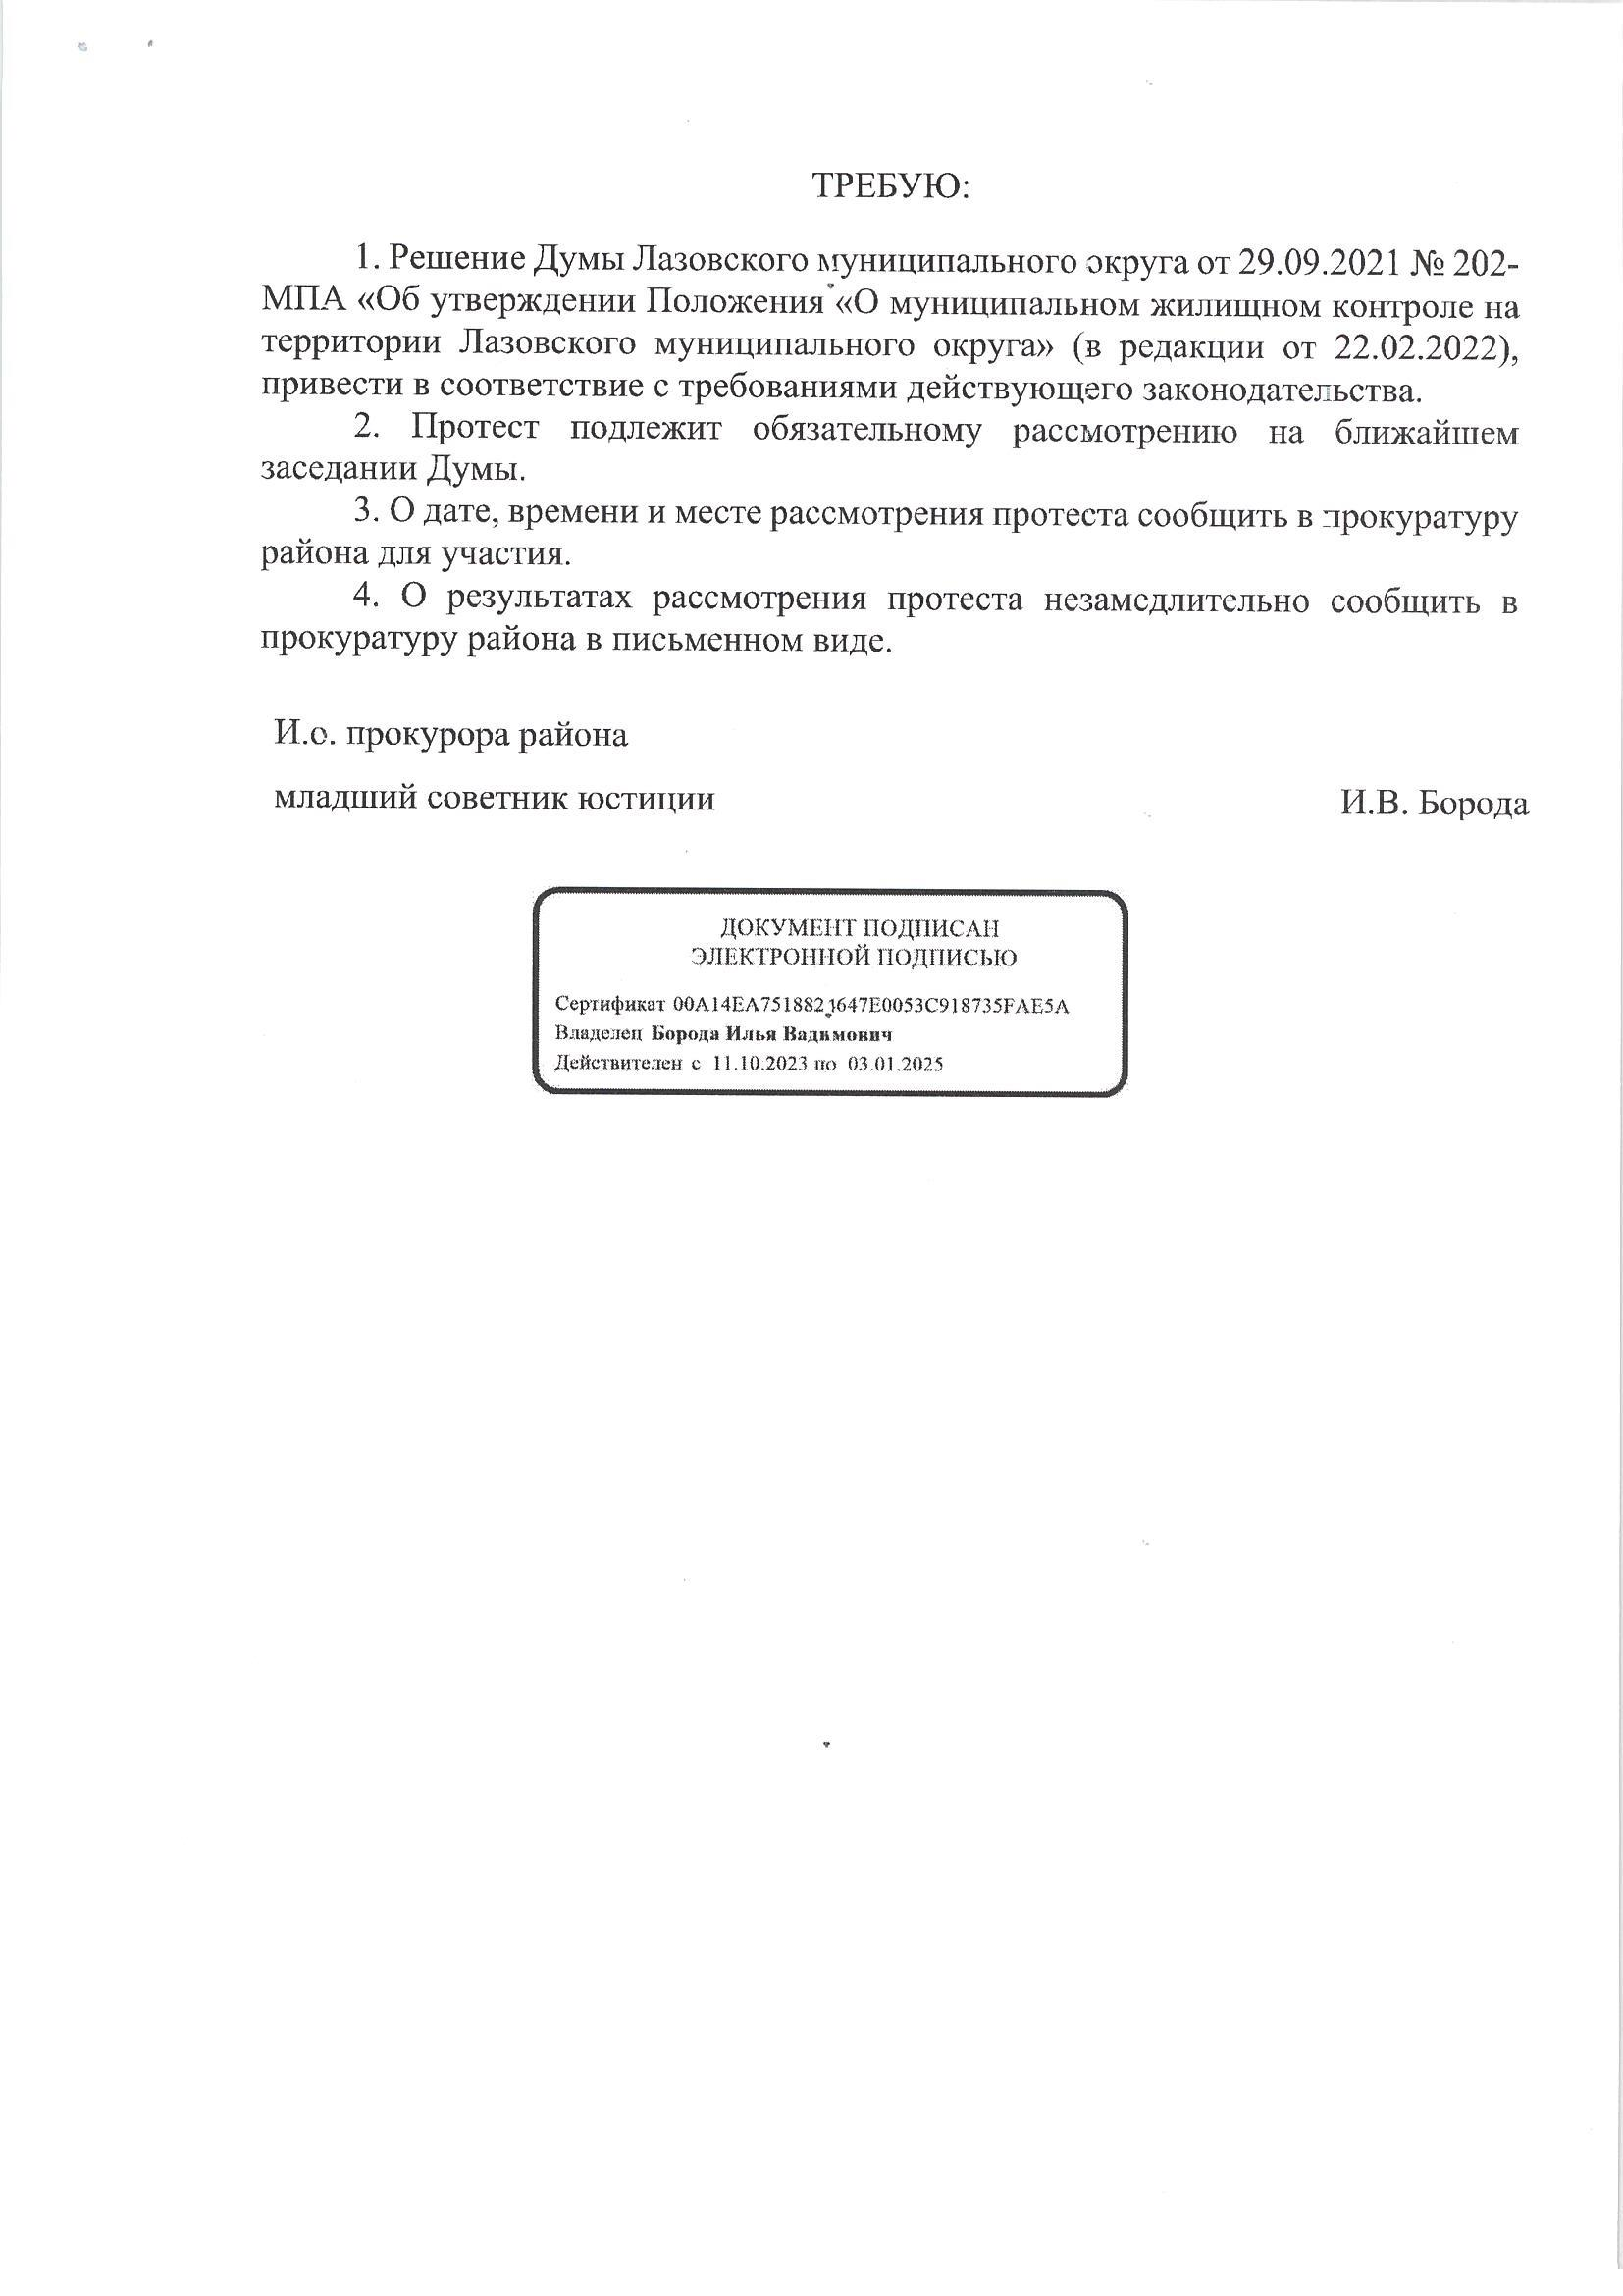 ТРЕБУЮ:
1. Решение Думы Лазовского муниципального округа от 29.09.2021 № 202-
МПА «Об утверждении Положения «О муниципальном жилищном контроле на
территории Лазовского муниципального округа» (в редакции от 22.02.2022),
привести в соответствие с требованиями действующего законодательства.
2. Протест подлежит обязательному рассмотрению на ближайшем
заседании Думы.
3. О дате, времени и месте рассмотрения протеста сообщить в прокуратуру
района для участия.
4. О результатах рассмотрения протеста незамедлительно сообщить в
прокуратуру района в письменном виде.
И.о. прокурора района
младший советник юстиции И.В. Борода
ДОКУМЕНТ ПОДПИСАН
ЭЛЕКТРОННОЙ ПОДПИСЬЮ
Сертификат
Владелец Борода Илья Вадимович
Действителен с 11.10.2023 по 03.01.2025